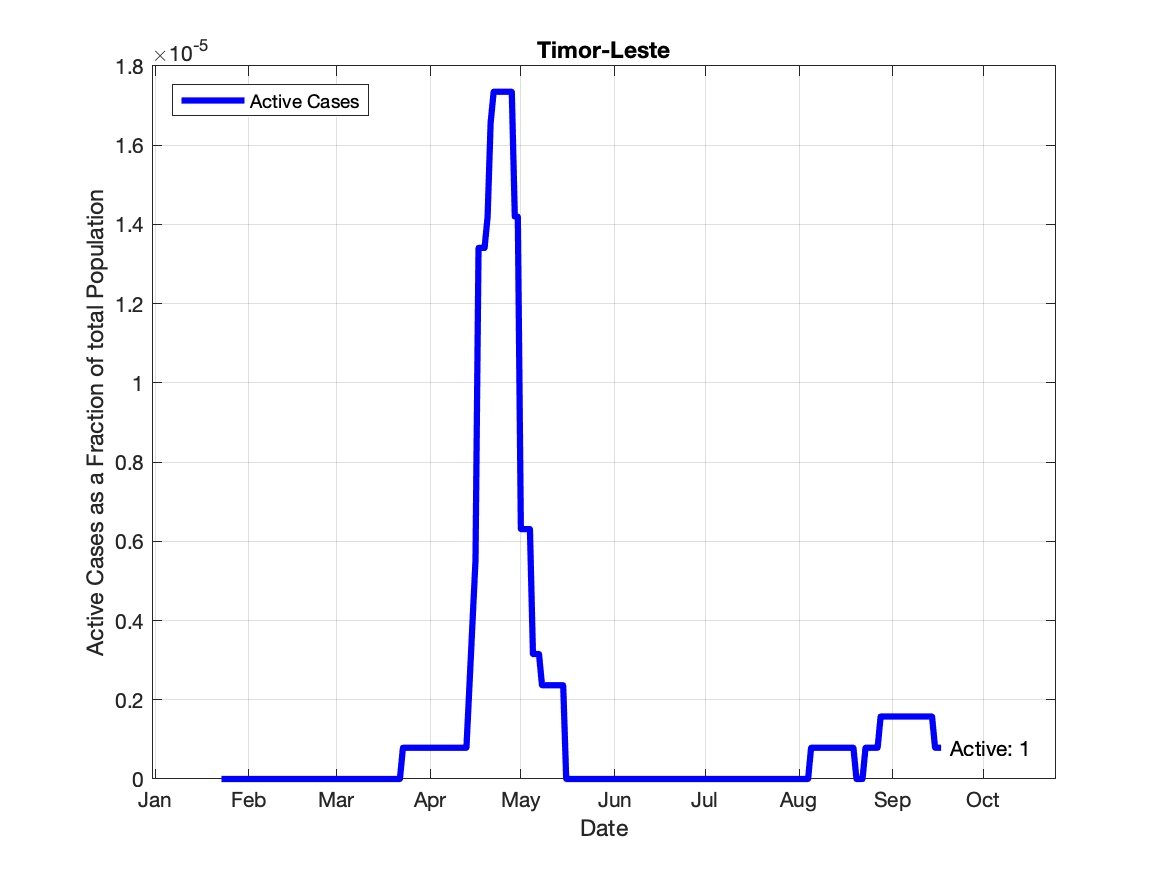 Timor-Leste
×10-5
Active Cases
Active Cases as a Fraction of total Population
1.8
1.6
1.4
1.2
1
0.8
0.6
0.4
0.2
0
Active: 1
Jan Feb Mar Apr May Jun Jul Aug Sep Oct
Date